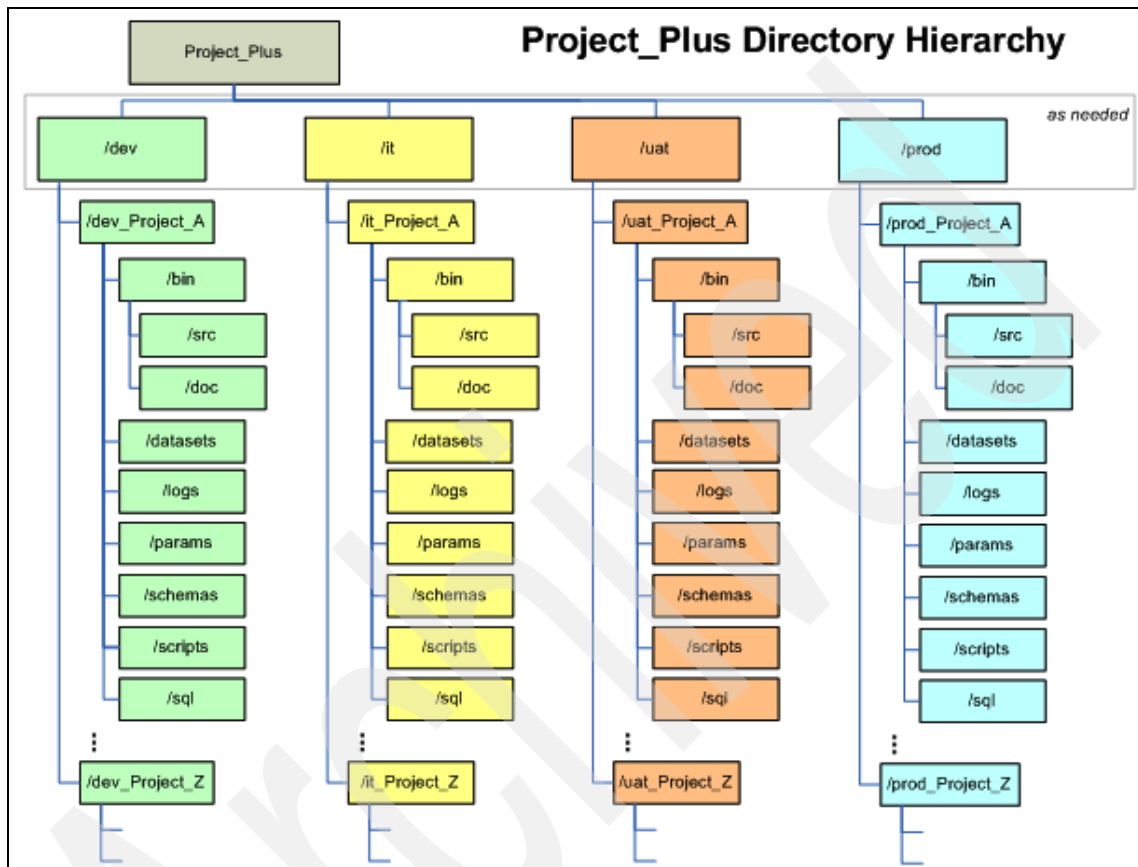 Project_Plus Directory Hierarchy
Project_Plus
as needed
/dev
/it
/uat
/prod
/dev_Project_A
/it_Project_A
/uat_Project_A
/prod_Project_A
/bin
/bin
/bin
/bin
/src
/src
/src
/src
/doc
/doc
/doc
/doc
/datasets
/datasets
/datasets
/datasets
/logs
/logs
/logs
/logs
/params
/params
/params
/params
/schemas
/schemas
/schemas
/schemas
/scripts
/scripts
/scripts
/scripts
/sql
/sql
/sql
/sql
/dev_Project_Z
/it_Project_Z
/uat_Project_Z
/prod_Project_Z
Archived